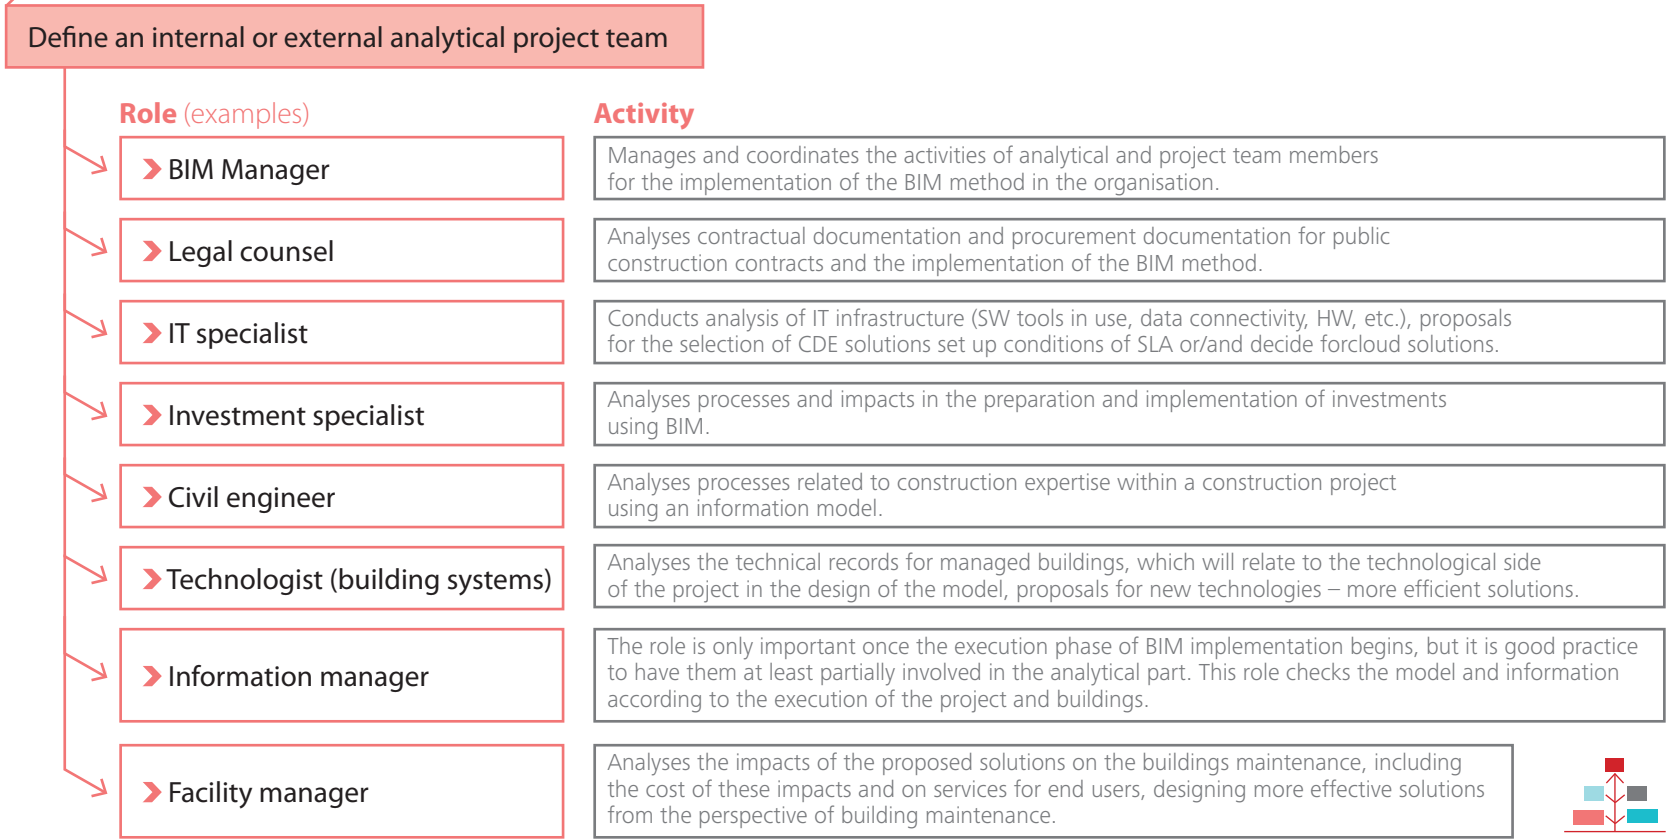 Define an internal or external analytical project team
Role (examples)
Activity
BIM Manager
Manages and coordinates the activities of analytical and project team members
for the implementation of the BIM method in the organisation.
Legal counsel
Analyses contractual documentation and procurement documentation for public
construction contracts and the implementation of the BIM method.
IT specialist
Conducts analysis of IT infrastructure (SW tools in use, data connectivity, HW, etc.), proposals
for the selection of CDE solutions set up conditions of SLA or/and decide forcloud solutions.
Investment specialist
Analyses processes and impacts in the preparation and implementation of investments
using BIM.
Civil engineer
Analyses processes related to construction expertise within a construction project
using an information model.
Technologist (building systems)
Analyses the technical records for managed buildings, which will relate to the technological side
of the project in the design of the model, proposals for new technologies – more efficient solutions.
Information manager
The role is only important once the execution phase of BIM implementation begins, but it is good practice
to have them at least partially involved in the analytical part. This role checks the model and information
according to the execution of the project and buildings.
Facility manager
Analyses the impacts of the proposed solutions on the buildings maintenance, including
the cost of these impacts and on services for end users, designing more effective solutions
from the perspective of building maintenance.